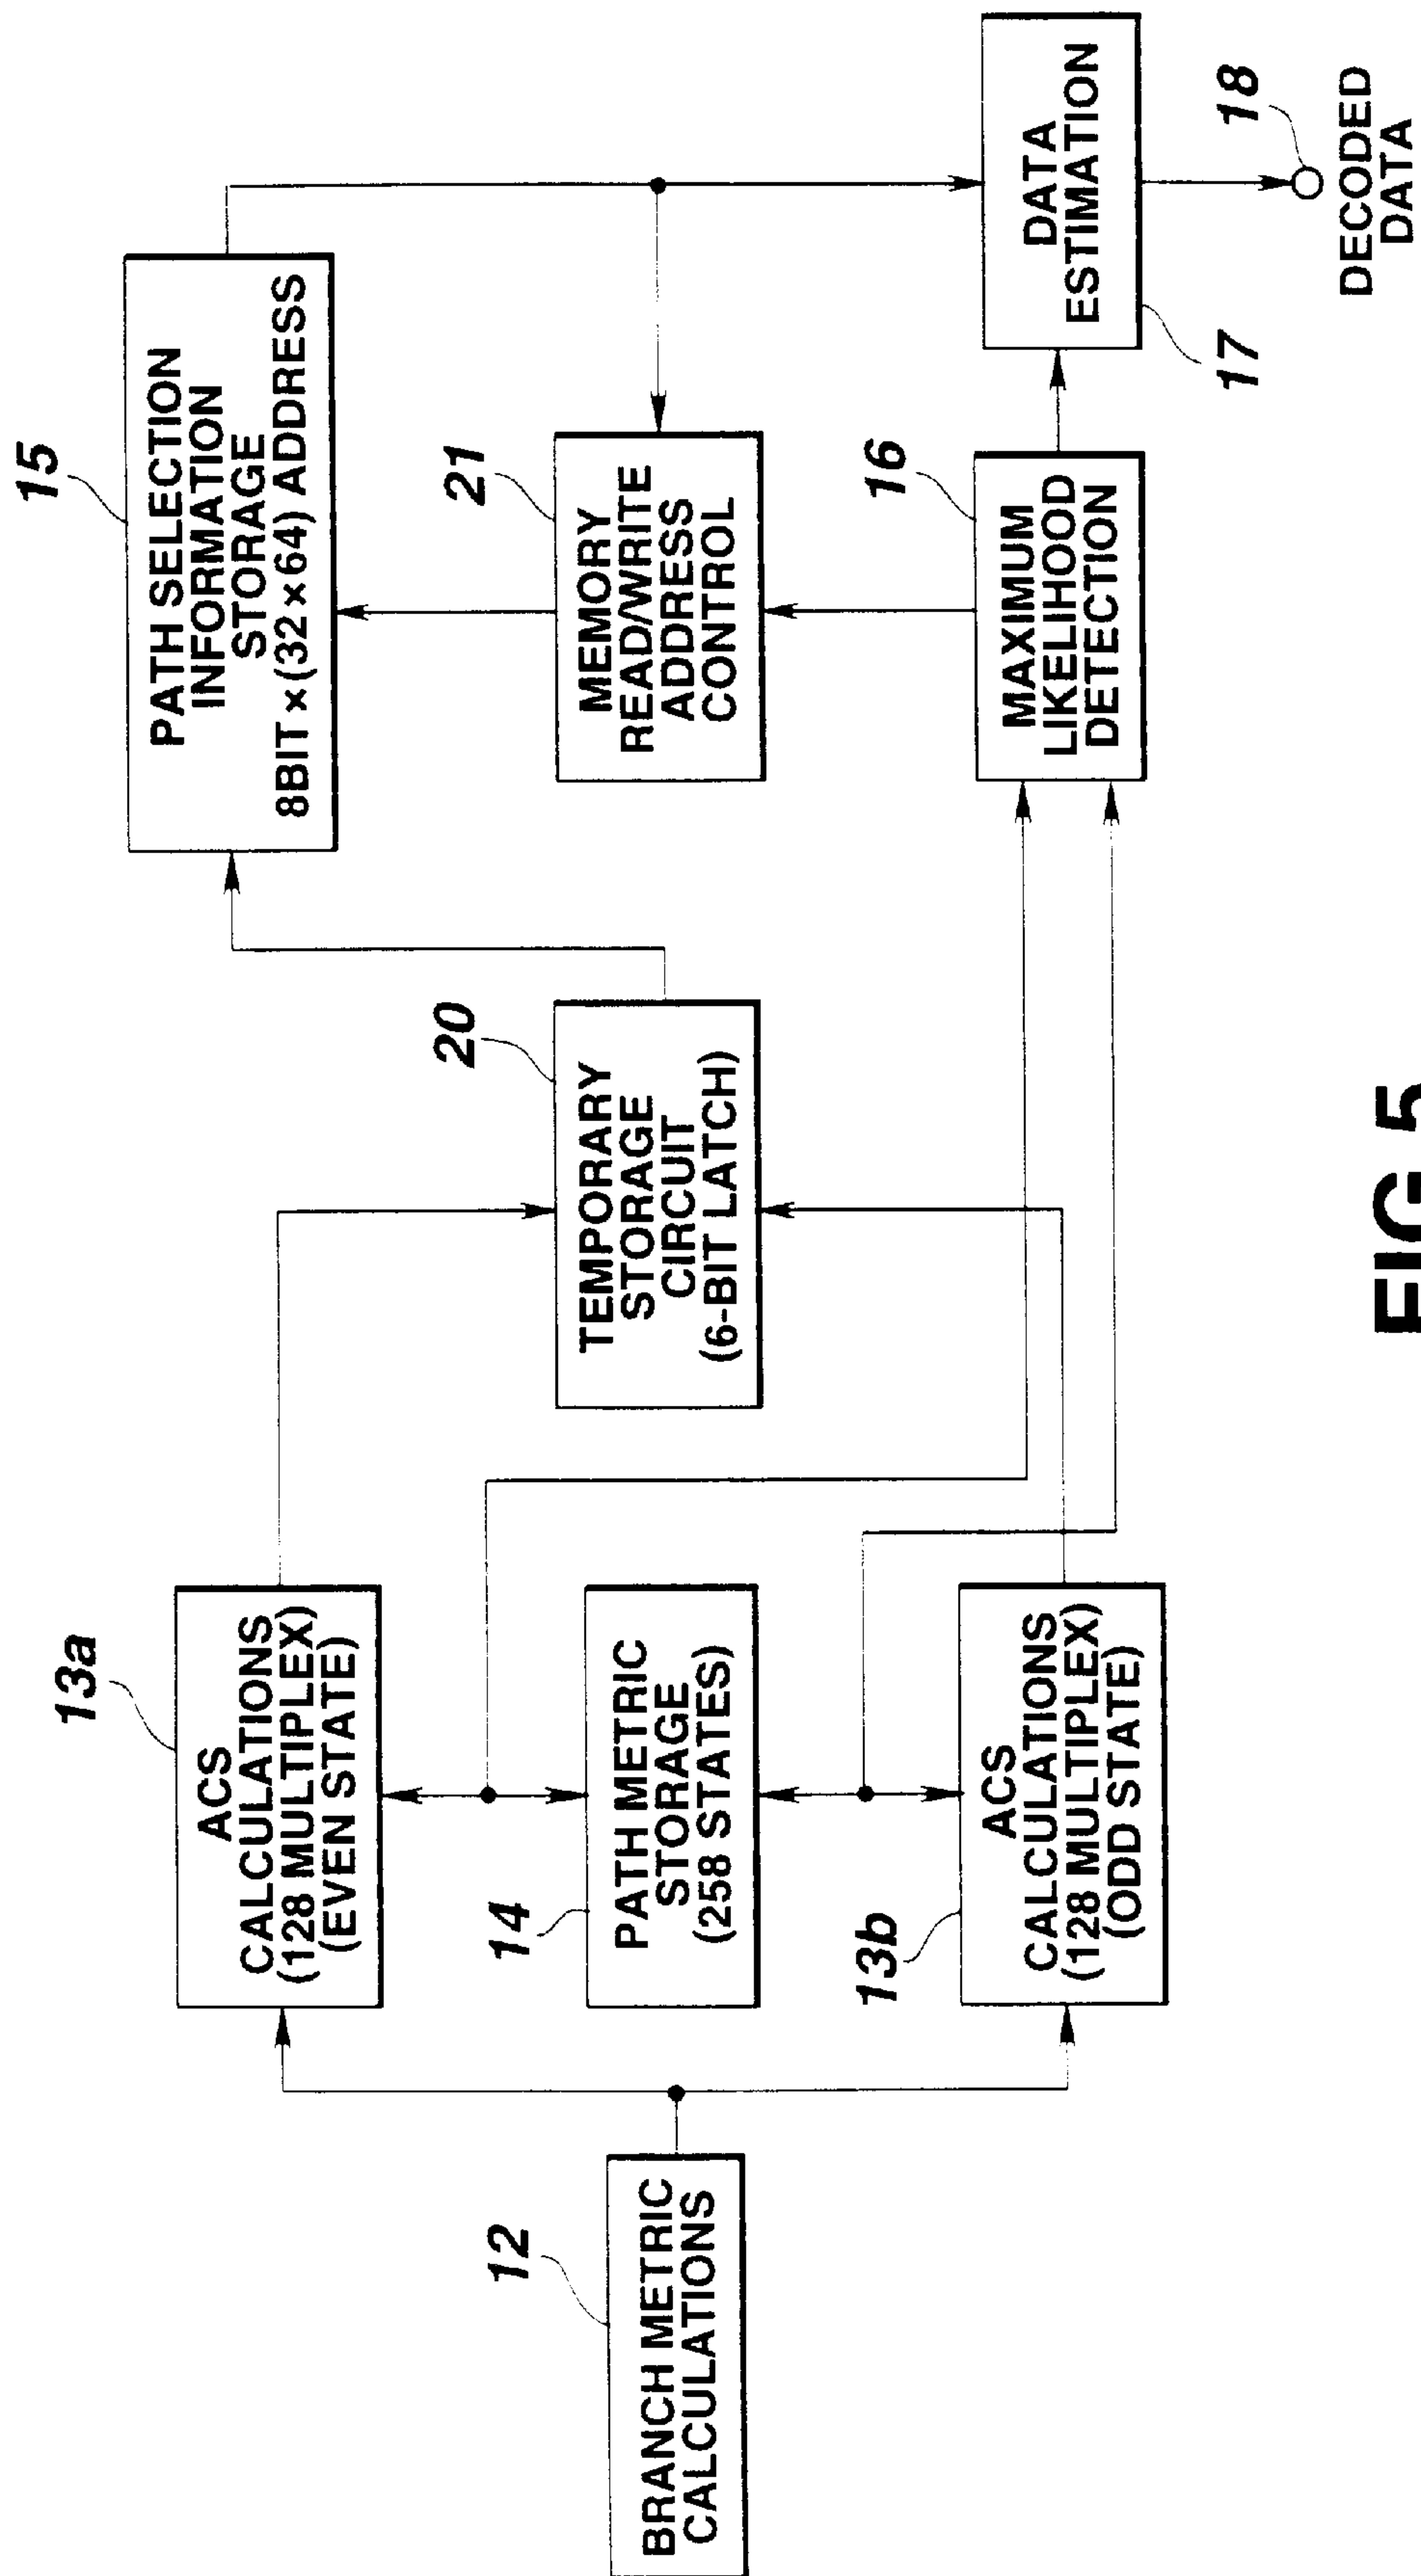 12
BRANCH METRIC
CALCULATIONS
13a
ACS
CALCULATIONS
(128 MULTIPLEX)
(EVEN STATE)
14
PATH METRIC
STORAGE
(258 STATES)
13b
ACS
CALCULATIONS
(128 MULTIPLEX)
(ODD STATE)
20
TEMPORARY
STORAGE
CIRCUIT
(6-BIT LATCH)
15
PATH SELECTION
INFORMATION
STORAGE
8BIT ×(32 ×64) ADDRESS
21
MEMORY
READ/WRITE
ADDRESS
CONTROL
16
MAXIMUM
LIKELIHOOD
DETECTION
DATA
ESTIMATION
17
18
DECODED
DATA
FIG.5